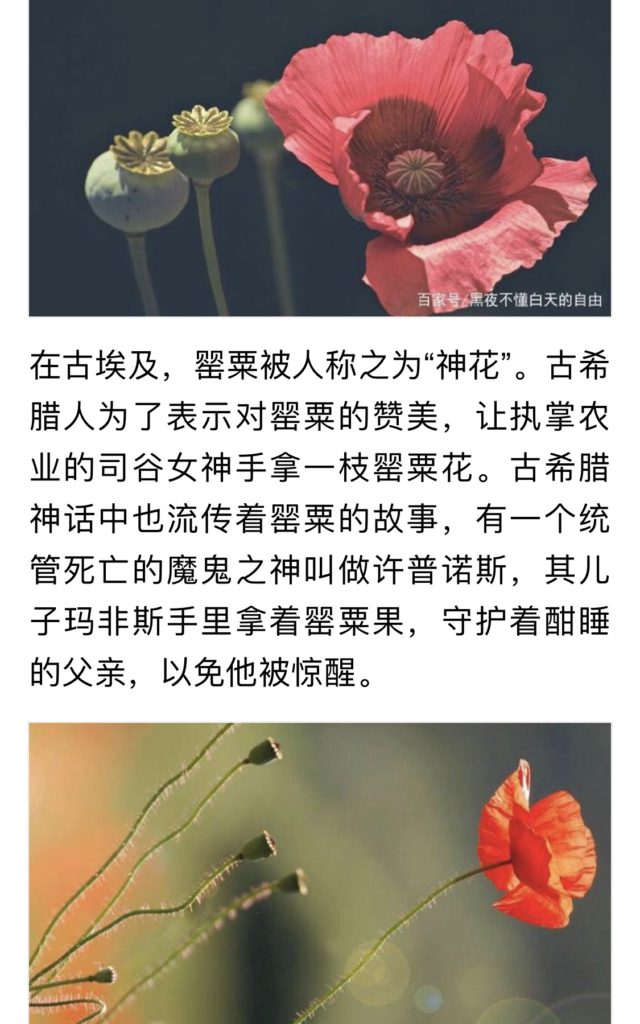 百家号/黑夜不懂白天的自由
在古埃及，罂粟被人称之为“神花”。古希
腊人为了表示对罂粟的赞美，让执掌农
业的司谷女神手拿一枝罂粟花。古希腊
神话中也流传着罂粟的故事，有一个统
管死亡的魔鬼之神叫做许普诺斯，其儿
子玛非斯手里拿着罂粟果，守护着酣睡
的父亲，以免他被惊醒。